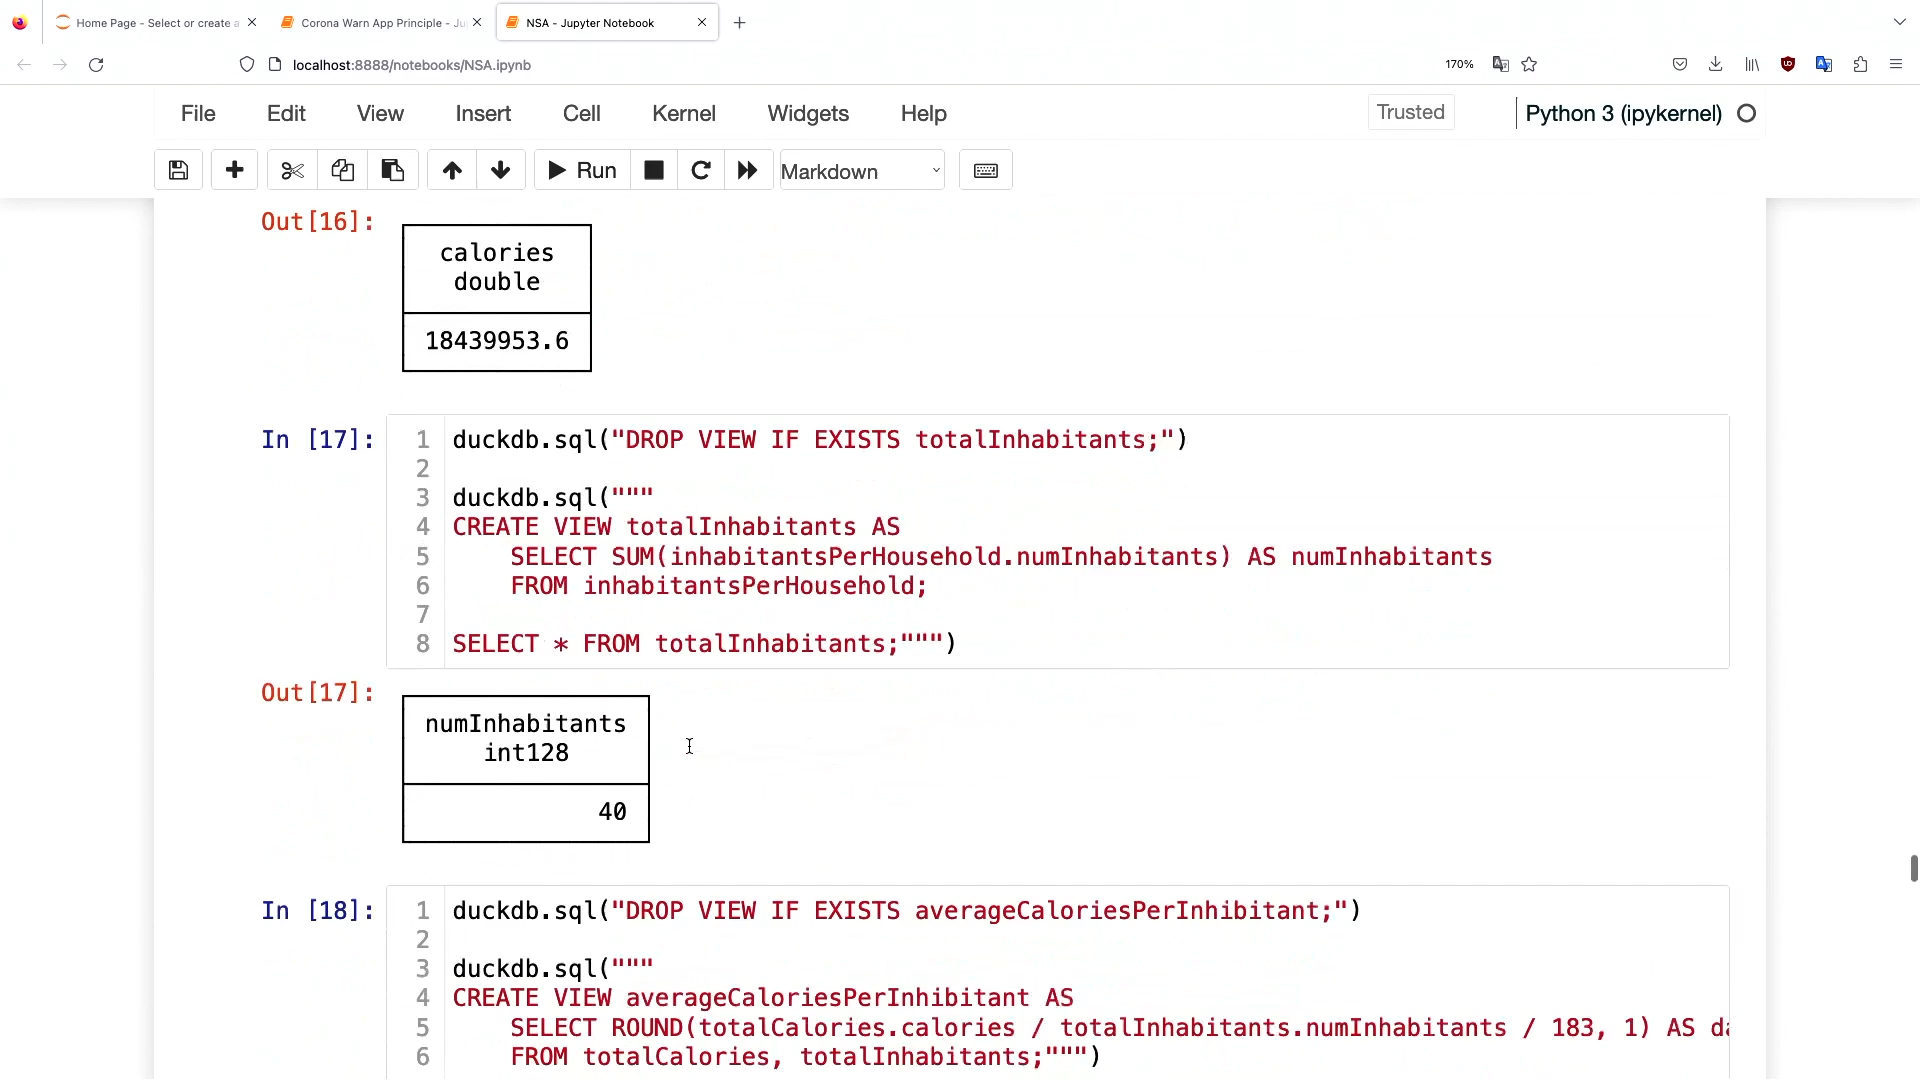 Home Page - Select or create a
Corona Warn App Principle - Ju
NSA - Jupyter Notebook
localhost:8888/notebooks/NSA.ipynb
170%
File Edit View Insert Cell Kernel Widgets Help
Trusted
Python 3 (ipykernel)
Run
Markdown
Out[16]:
calories
double
18439953.6
In [17]:
1 duckdb.sql("DROP VIEW IF EXISTS totalInhabitants;")
2
3 duckdb.sql("""
4 CREATE VIEW totalInhabitants AS
5 SELECT SUM(inhabitantsPerHousehold.numInhabitants) AS numInhabitants
6 FROM inhabitantsPerHousehold;
7
8 SELECT * FROM totalInhabitants;""")
Out[17]:
numInhabitants
int128
40
In [18]:
1 duckdb.sql("DROP VIEW IF EXISTS averageCaloriesPerInhibitant;")
2
3 duckdb.sql("""
4 CREATE VIEW averageCaloriesPerInhibitant AS
5 SELECT ROUND(totalCalories.calories / totalInhabitants.numInhabitants / 183, 1) AS da
6 FROM totalCalories, totalInhabitants;""")